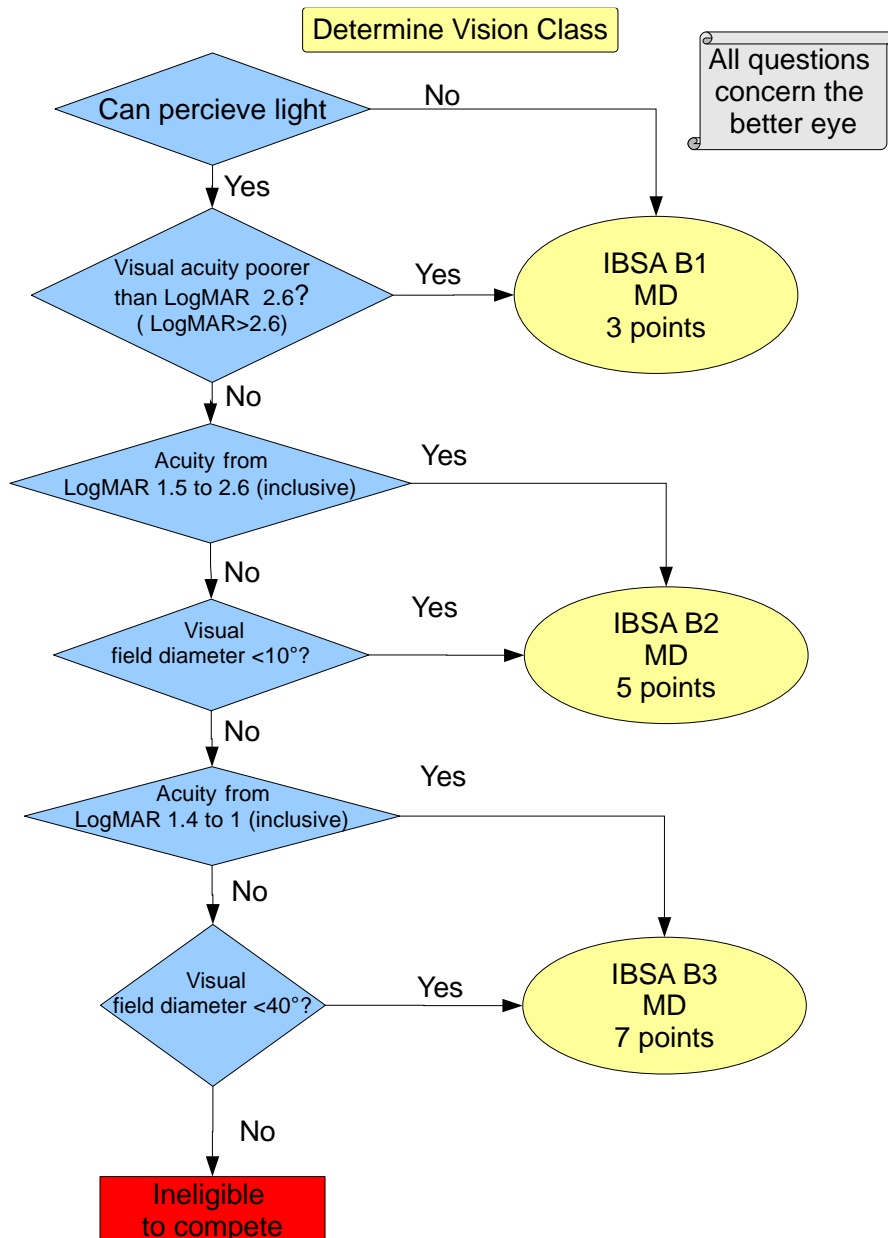 Determine Vision Class
All questions
concern the
better eye
Can percieve light
No
Yes
Visual acuity poorer
than LogMAR 2.6?
( LogMAR>2.6)
Yes
IBSA B1
MD
3 points
No
Acuity from
LogMAR 1.5 to 2.6 (inclusive)
Yes
No
Visual
field diameter <10°?
Yes
IBSA B2
MD
5 points
No
Acuity from
LogMAR 1.4 to 1 (inclusive)
Yes
No
Visual
field diameter <40°?
Yes
IBSA B3
MD
7 points
No
Ineligible
to compete